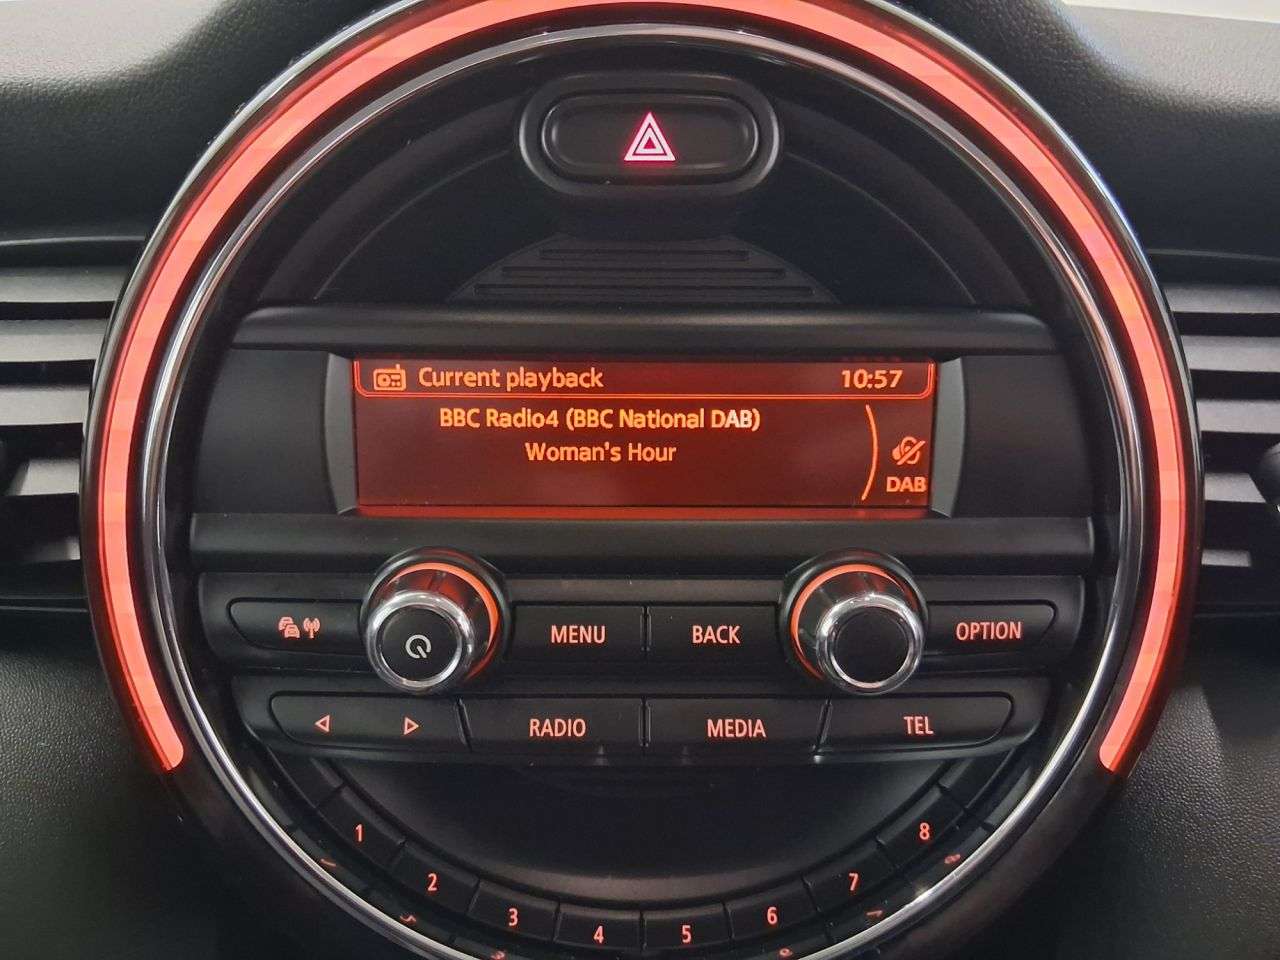 Current playback 10:57
BBC Radio4 (BBC National DAB)
Woman's Hour
DAB
MENU BACK OPTION
RADIO MEDIA TEL
1 2 3 4 5 6 7 8